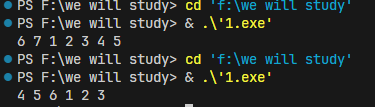 PS F:\we will study> cd 'f:\we will study'
PS F:\we will study> & .\'1.exe'
6 7 1 2 3 4 5
PS F:\we will study> cd 'f:\we will study'
PS F:\we will study> & .\'1.exe'
4 5 6 1 2 3